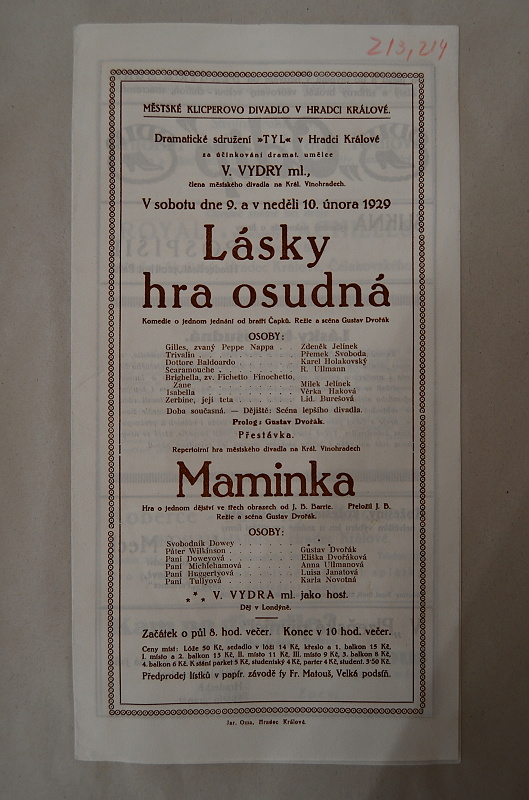 213, 214
MĚSTSKÉ KLICPEROVO DIVADLO V HRADCI KRÁLOVÉ.
Dramatické sdružení »TYL« v Hradci Králové
za účinkování dramat. umělce
V. VYDRY ml.,
člena městského divadla na Král. Vinohradech.
V sobotu dne 9. a v neděli 10. února 1929
Lásky
hra osudná
Komedie o jednom jednání od bratří Čapků. Režie a scéna Gustav Dvořák
OSOBY:
Gilles, zvaný Peppe Nappa . . . Zdeněk Jelínek
Trivalin . . . . . . . . . Přemek Svoboda
Dottore Baldoardo . . . . . . Karel Holakovský
Scaramouche . . . . . . . . R. Ullmann
Brighella, zv. Fichetto Finocchetto,
Zane . . . . . . . . . Milek Jelínek
Isabella . . . . . . . . . Věrka Haková
Zerbine, její teta . . . . . . . Lid. Burešová
Doba současná. — Dějiště: Scéna lepšího divadla.
Prolog: Gustav Dvořák.
Přestávka.
Repertoirní hra městského divadla na Král. Vinohradech
Maminka
Hra o jednom dějství ve třech obrazech od J. B. Barrie. Přeložil J. B.
Režie a scéna Gustav Dvořák.
OSOBY:
Svobodník Dowey . . . . . . . * * *
Páter Wilkinson . . . . . . . Gustav Dvořák
Paní Doweyová . . . . . . . Eliška Dvořáková
Paní Michlehamová . . . . . . Anna Ullmanová
Paní Huggertyová . . . . . . Luisa Janatová
Paní Tullyová . . . . . . . . Karla Novotná
* * * V. VYDRA ml. jako host.
Děj v Londýně.
Začátek o půl 8. hod. večer. Konec v 10 hod. večer.
Ceny míst: Lóže 50 Kč, sedadlo v lóži 14 Kč, křeslo a 1. balkon 15 Kč,
I. místo a 2. balkon 13 Kč, II. místo 11 Kč, III. místo 9 Kč, 3. balkon 8 Kč,
4. balkon 6 Kč. K stání parket 5 Kč, studentský 4 Kč, parter 4 Kč, student. 3·50 Kč.
Předprodej lístků v papír. závodě fy Fr. Matouš, Velká podsíň.
Jar. Oma, Hradec Králové